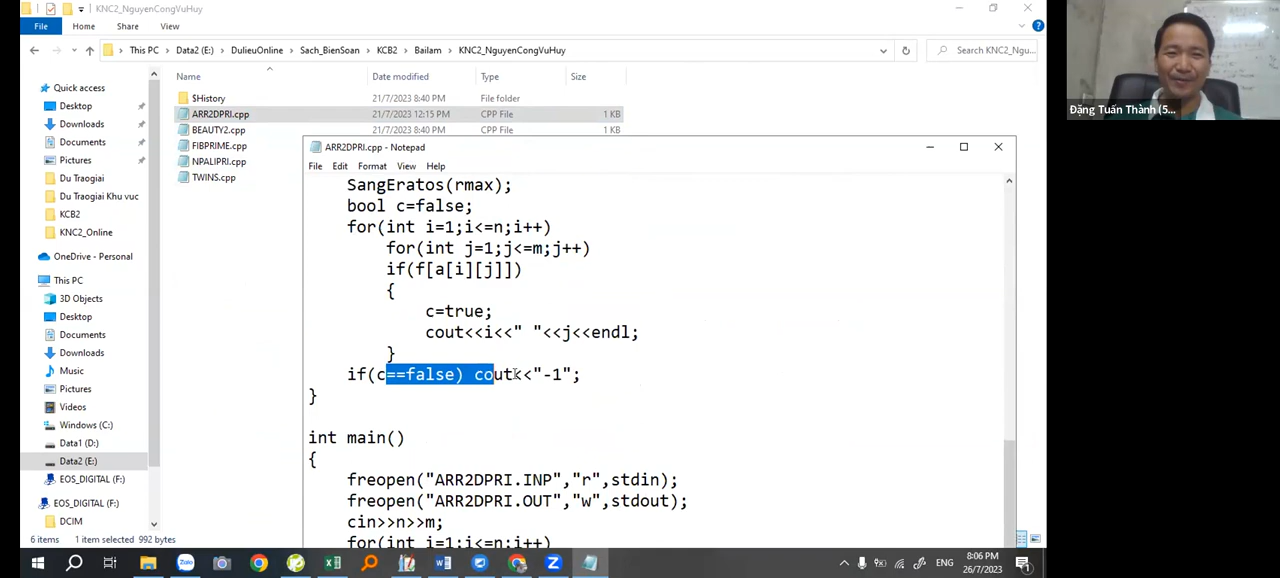 KNC2_NguyenCongVuHuy
File Home Share View
This PC Data2 (E:) DulieuOnline Sach_BienSoan KCB2 Bailam KNC2_NguyenCongVuHuy
Search KNC2_Ngu...
Name Date modified Type Size
Quick access
Desktop
Downloads
Documents
Pictures
Du Traogiai
Du Traogiai Khu vuc
KCB2
KNC2_Online
OneDrive - Personal
This PC
3D Objects
Desktop
Documents
Downloads
Music
Pictures
Videos
Windows (C:)
Data1 (D:)
Data2 (E:)
EOS_DIGITAL (F:)
EOS_DIGITAL (F:)
DCIM
$History 21/7/2023 8:40 PM File folder
ARR2DPRI.cpp 21/7/2023 12:15 PM CPP File 1 KB
BEAUTY2.cpp 21/7/2023 8:40 PM CPP File 1 KB
FIBPRIME.cpp
NPALIPRI.cpp
TWINS.cpp
ARR2DPRI.cpp - Notepad
File Edit Format View Help
SangEratos(rmax);
bool c=false;
for(int i=1;i<=n;i++)
for(int j=1;j<=m;j++)
if(f[a[i][j]])
{
c=true;
cout<<i<<" "<<j<<endl;
}
if(c==false) cout<<"-1";
}
int main()
{
freopen("ARR2DPRI.INP","r",stdin);
freopen("ARR2DPRI.OUT","w",stdout);
cin>>n>>m;
for(int i=1;i<=n;i++)
6 items 1 item selected 992 bytes
8:06 PM
26/7/2023
Đặng Tuấn Thành (5...